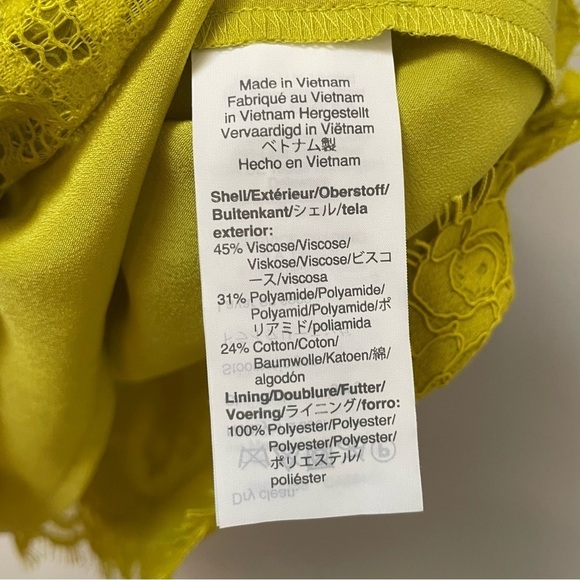 Made in Vietnam
Fabriqué au Vietnam
in Vietnam Hergestellt
Vervaardigd in Viëtnam
ベトナム製
Hecho en Vietnam
Shell/Extérieur/Oberstoff/
Buitenkant/シェル/tela
exterior:
45% Viscose/Viscose/
Viskose/Viscose/ビスコ
ース/viscosa
31% Polyamide/Polyamide/
Polyamid/Polyamide/ポ
リアミド/poliamida
24% Cotton/Coton/
Baumwolle/Katoen/綿/
algodón
Lining/Doublure/Futter/
Voering/ライニング/forro:
100% Polyester/Polyester/
Polyester/Polyester/
ポリエステル/
poliéster
Dry clean.